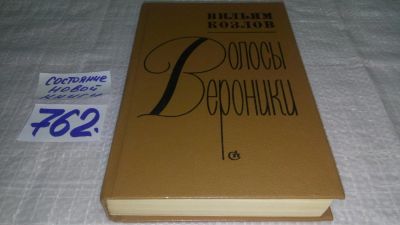 СОСТОЯНИЕ
НОВОЙ
КНИГИ
762.
ВИЛЬЯМ
КОЗЛОВ
Волосы
Вероники